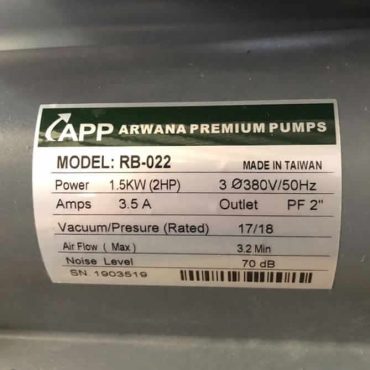 APP ARWANA PREMIUM PUMPS
MODEL: RB-022 MADE IN TAIWAN
Power 1.5KW (2HP) 3 Ø380V/50Hz
Amps 3.5 A Outlet PF 2"
Vacuum/Presure (Rated) 17/18
Air Flow ( Max ) 3.2 Min
Noise Level 70 dB
SN 1903519